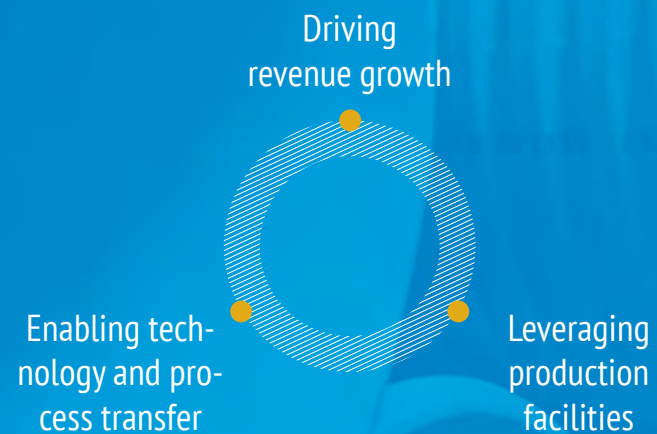 Driving
revenue growth
Enabling tech-
nology and pro-
cess transfer
Leveraging
production
facilities